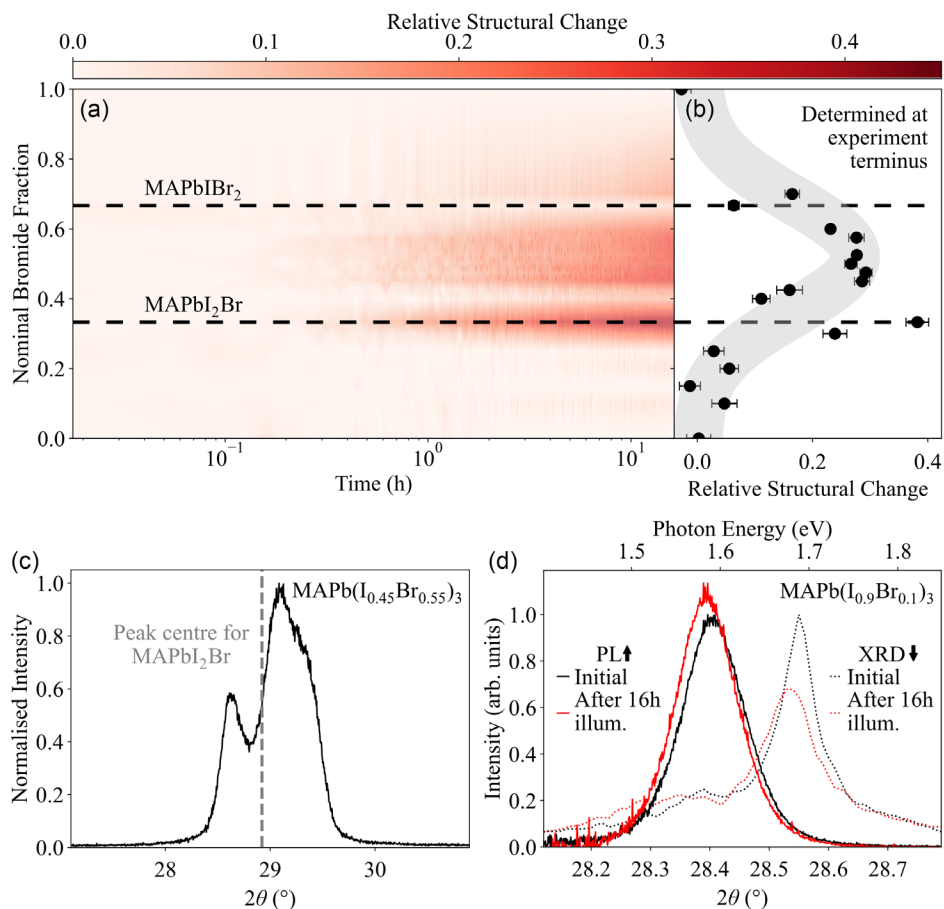 Relative Structural Change
0.0 0.1 0.2 0.3 0.4
(a)
Nominal Bromide Fraction
1.0
0.8
0.6
0.4
0.2
0.0
MAPbIBr₂
MAPbI₂Br
10⁻¹ 10⁰ 10¹
Time (h)
(b)
Determined at
experiment
terminus
0.0 0.2 0.4
Relative Structural Change
(c)
MAPb(I₀.₄₅Br₀.₅₅)₃
Peak centre for
MAPbI₂Br
Normalised Intensity
1.0
0.8
0.6
0.4
0.2
0.0
28 29 30
2θ (°)
Photon Energy (eV)
1.5 1.6 1.7 1.8
(d)
MAPb(I₀.₉Br₀.₁)₃
Intensity (arb. units)
1.0
0.8
0.6
0.4
0.2
0.0
PL⬆
Initial
After 16h
illum.
XRD⬇
Initial
After 16h
illum.
28.2 28.3 28.4 28.5 28.6 28.7
2θ (°)